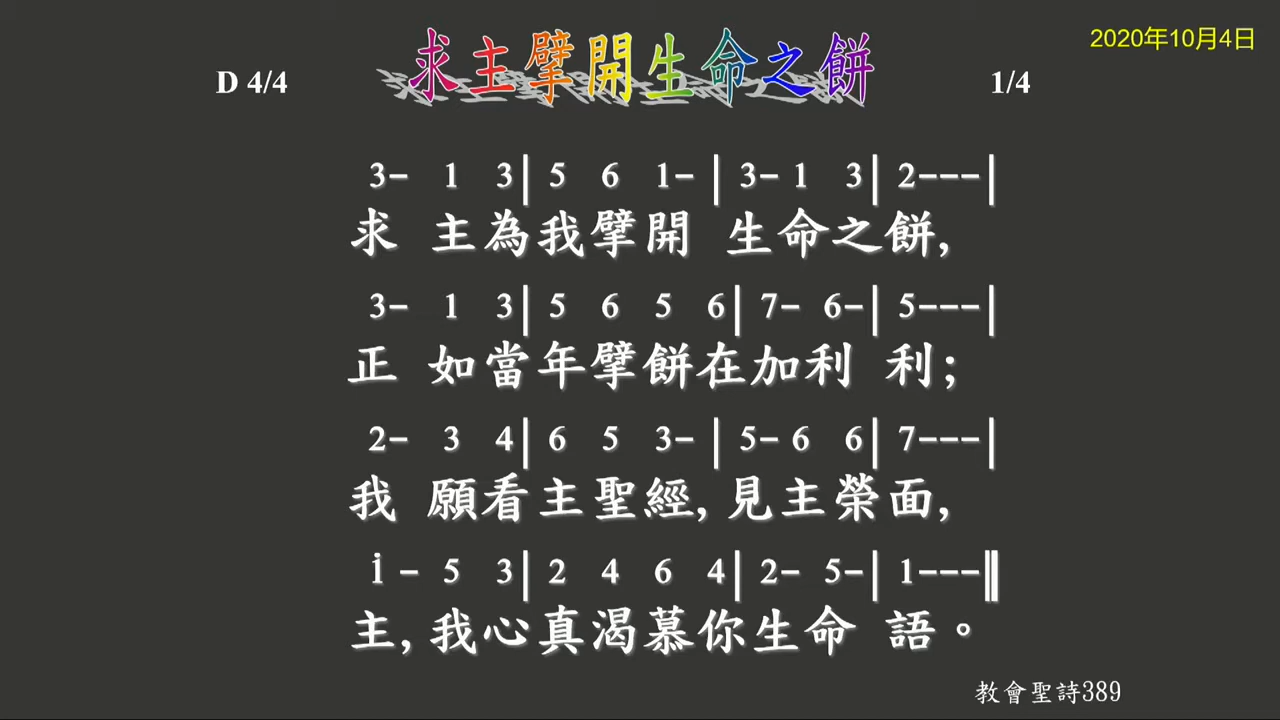 2020年10月4日
D 4/4 求主擘開生命之餅 1/4
3- 1 3| 5 6 1- | 3- 1 3| 2---|
求 主為我擘開 生命之餅,
3- 1 3| 5 6 5 6| 7- 6-| 5---|
正 如當年擘餅在加利 利;
2- 3 4| 6 5 3- | 5- 6 6| 7---|
我 願看主聖經, 見主榮面,
i - 5 3| 2 4 6 4| 2- 5-| 1---‖
主, 我心真渴慕你生命 語。
教會聖詩389